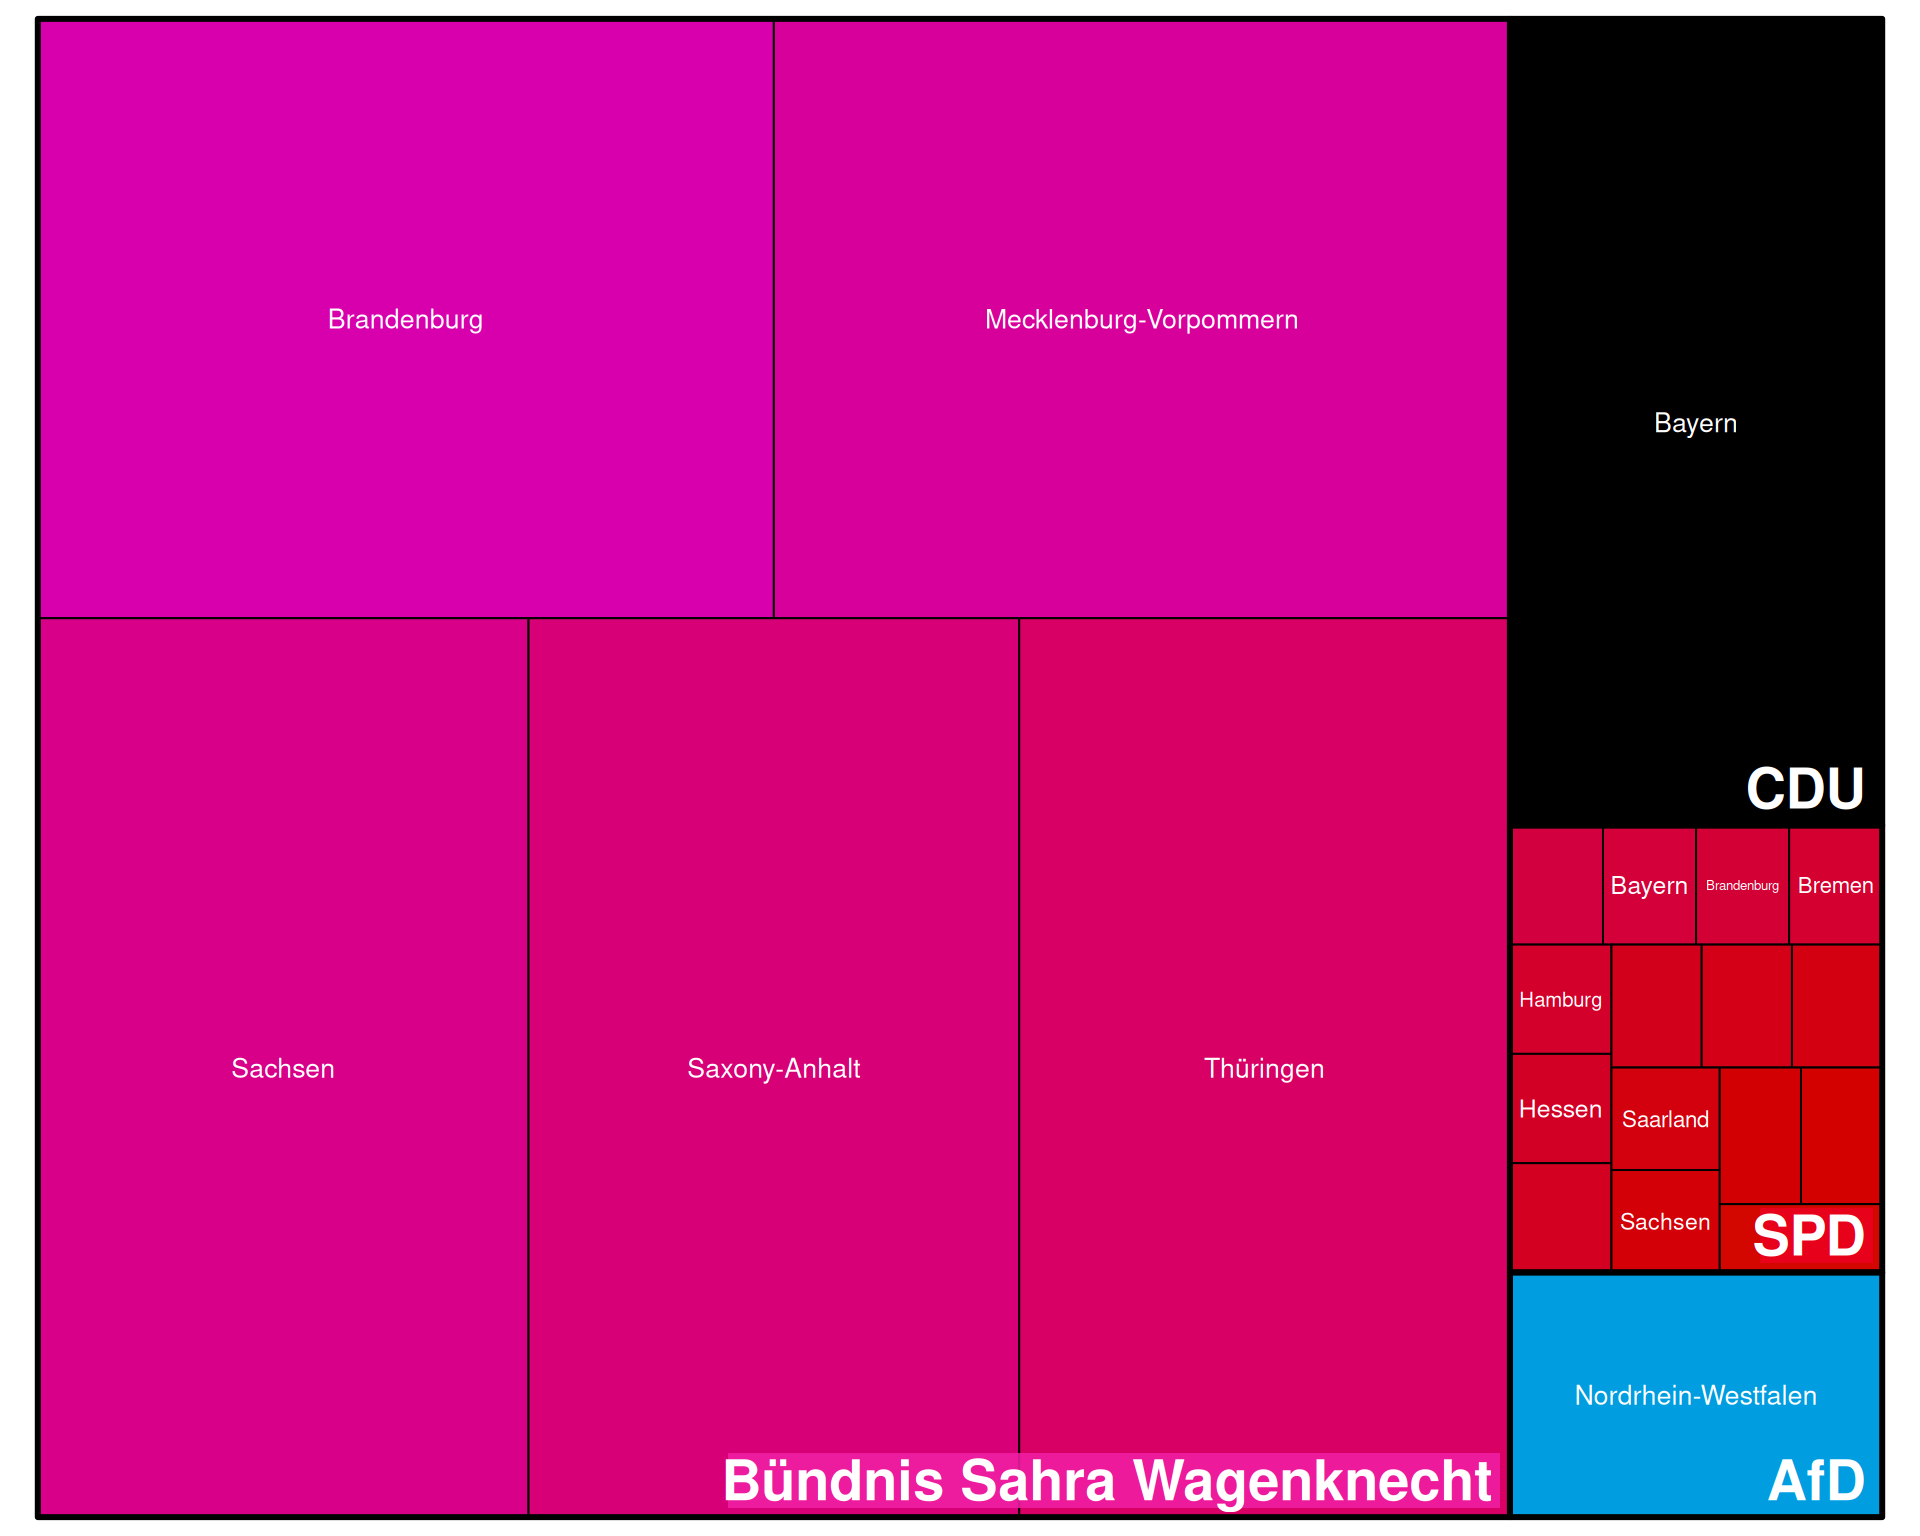 Brandenburg
Mecklenburg-Vorpommern
Sachsen
Saxony-Anhalt
Thüringen
Bündnis Sahra Wagenknecht
Bayern
CDU
Bayern
Brandenburg
Bremen
Hamburg
Hessen
Saarland
Sachsen
SPD
Nordrhein-Westfalen
AfD